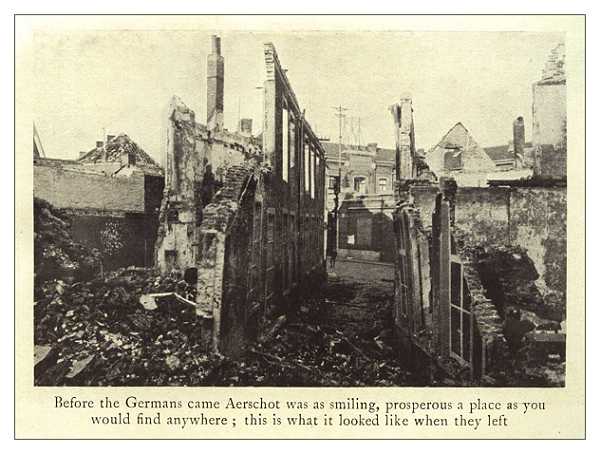 Before the Germans came Aerschot was as smiling, prosperous a place as you
would find anywhere ; this is what it looked like when they left